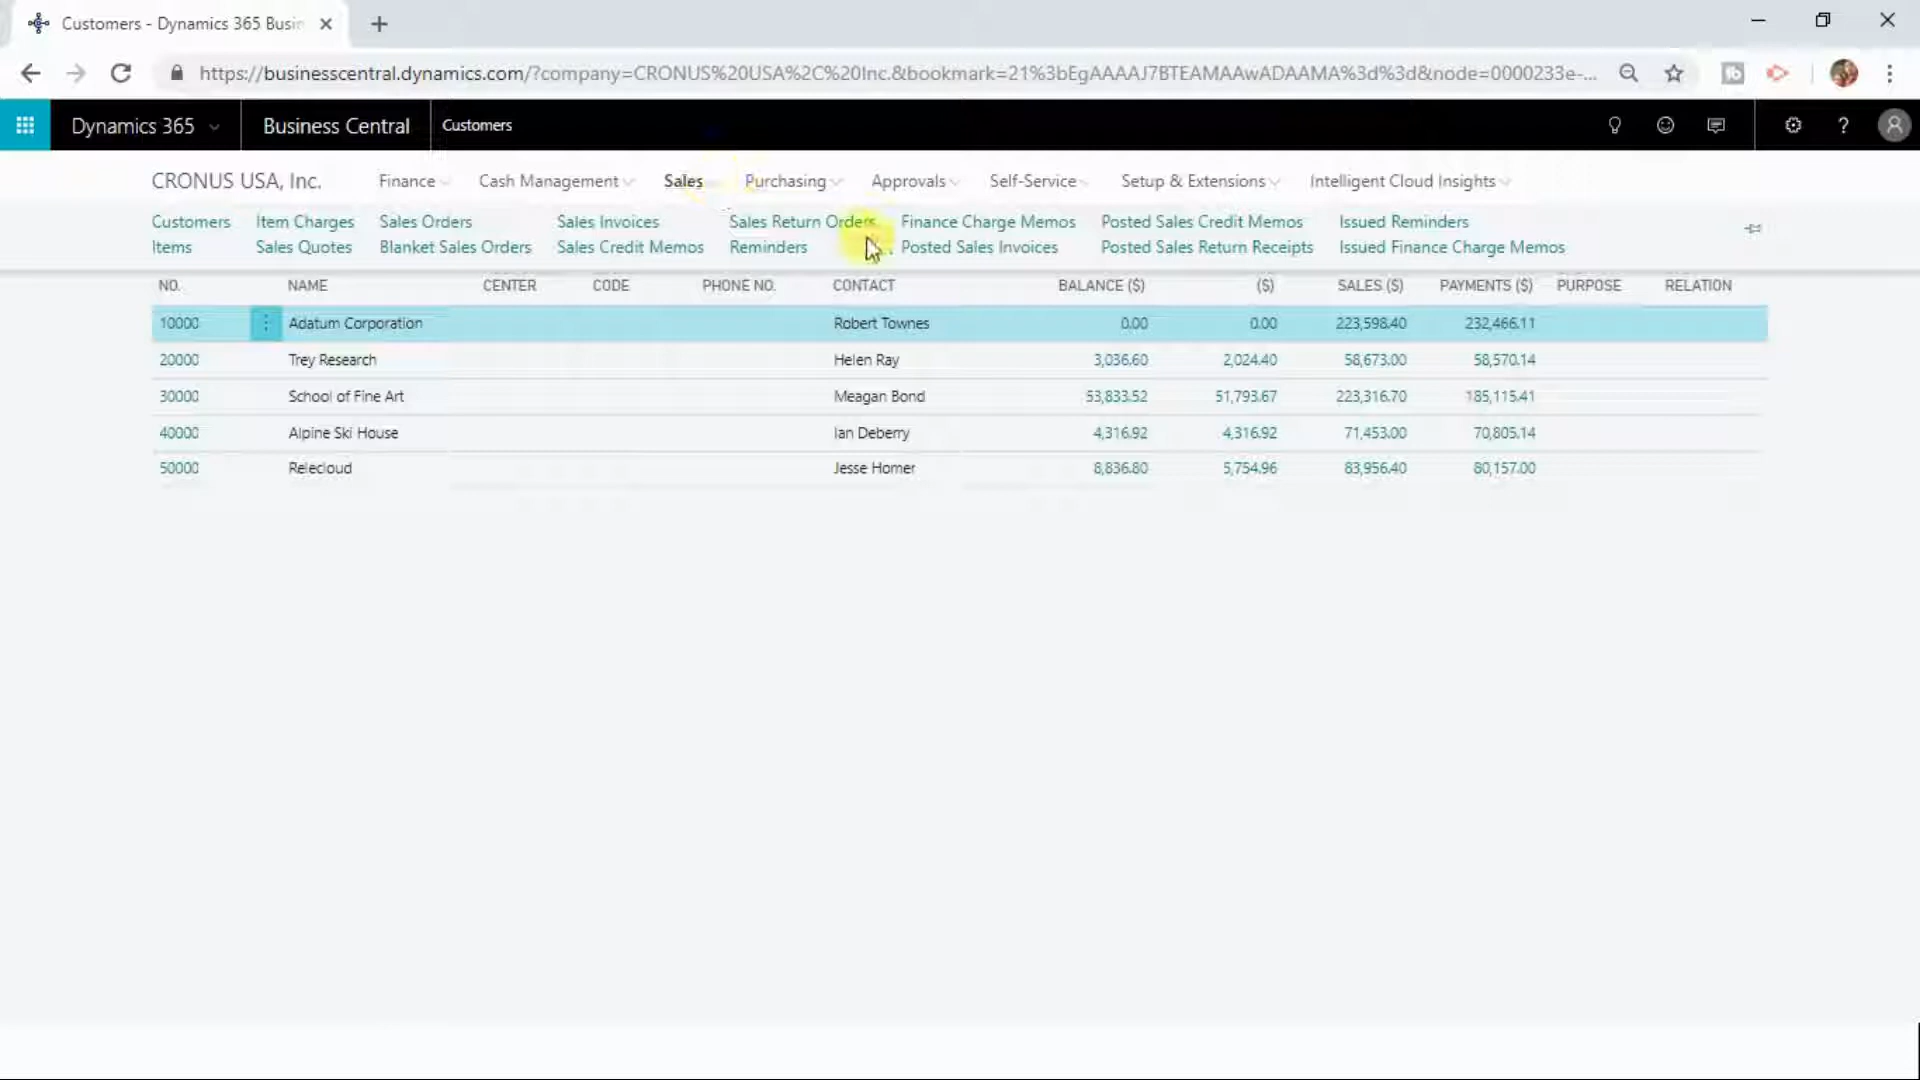 Customers - Dynamics 365 Busin
https://businesscentral.dynamics.com/?company=CRONUS%20USA%2C%20Inc.&bookmark=21%3bEgAAAAJ7BTEAMAAwADAAMA%3d%3d&node=0000233e-...
Dynamics 365 Business Central Customers
CRONUS USA, Inc. Finance Cash Management Sales Purchasing Approvals Self-Service Setup & Extensions Intelligent Cloud Insights
Customers Item Charges Sales Orders Sales Invoices Sales Return Orders Finance Charge Memos Posted Sales Credit Memos Issued Reminders
Items Sales Quotes Blanket Sales Orders Sales Credit Memos Reminders Posted Sales Invoices Posted Sales Return Receipts Issued Finance Charge Memos
NO. NAME CENTER CODE PHONE NO. CONTACT BALANCE ($) ($) SALES ($) PAYMENTS ($) PURPOSE RELATION
10000 Adatum Corporation Robert Townes 0.00 0.00 223,598.40 232,466.11
20000 Trey Research Helen Ray 3,036.60 2,024.40 58,673.00 58,570.14
30000 School of Fine Art Meagan Bond 53,833.52 51,793.67 223,316.70 185,115.41
40000 Alpine Ski House Ian Deberry 4,316.92 4,316.92 71,453.00 70,805.14
50000 Relecloud Jesse Homer 8,836.80 5,754.96 83,956.40 80,157.00